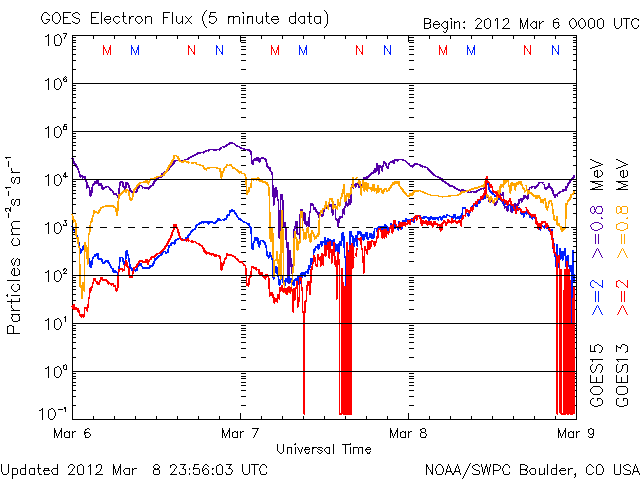 GOES Electron Flux (5 minute data)
Begin: 2012 Mar 6 0000 UTC
10⁷
M M N N M M N N M M N N
10⁶
10⁵
10⁴
10³
10²
10¹
10⁰
10⁻¹
Particles cm⁻²s⁻¹sr⁻¹
Mar 6 Mar 7 Mar 8 Mar 9
Universal Time
GOES15 >=2 >=0.8 MeV
GOES13 >=2 >=0.8 MeV
Updated 2012 Mar 8 23:56:03 UTC
NOAA/SWPC Boulder, CO USA